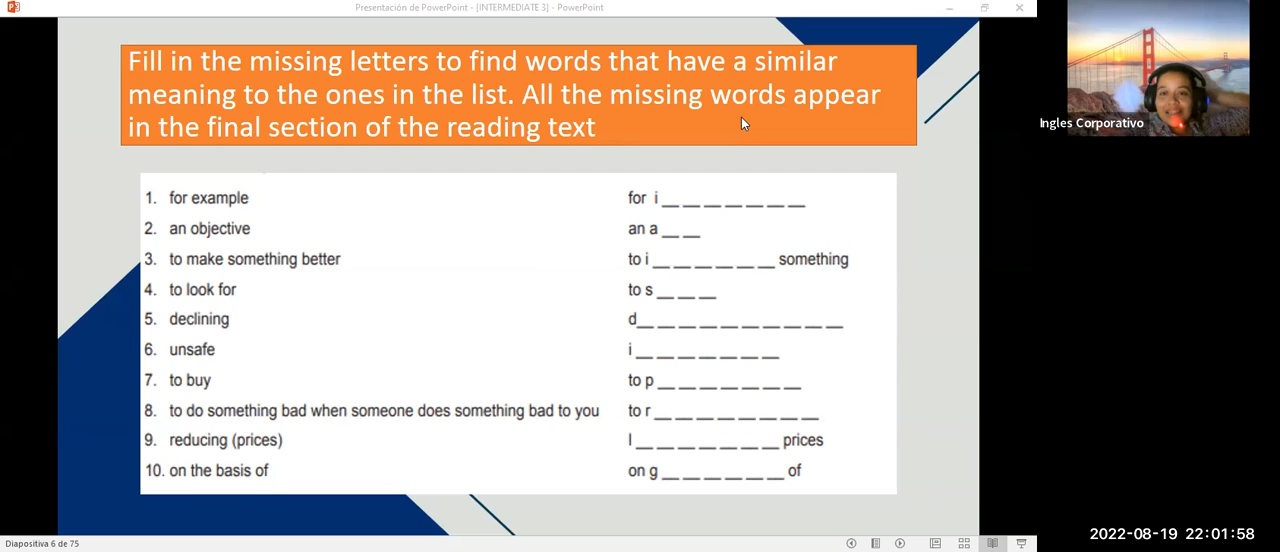 Presentación de PowerPoint - [INTERMEDIATE 3] - PowerPoint
Fill in the missing letters to find words that have a similar
meaning to the ones in the list. All the missing words appear
in the final section of the reading text
Ingles Corporativo
1. for example for i _ _ _ _ _ _ _
2. an objective an a _ _
3. to make something better to i _ _ _ _ _ _ something
4. to look for to s _ _ _
5. declining d _ _ _ _ _ _ _ _ _ _
6. unsafe i _ _ _ _ _ _ _
7. to buy to p _ _ _ _ _ _ _
8. to do something bad when someone does something bad to you to r _ _ _ _ _ _ _ _
9. reducing (prices) l _ _ _ _ _ _ _ prices
10. on the basis of on g _ _ _ _ _ _ of
2022-08-19 22:01:58
Diapositiva 6 de 75